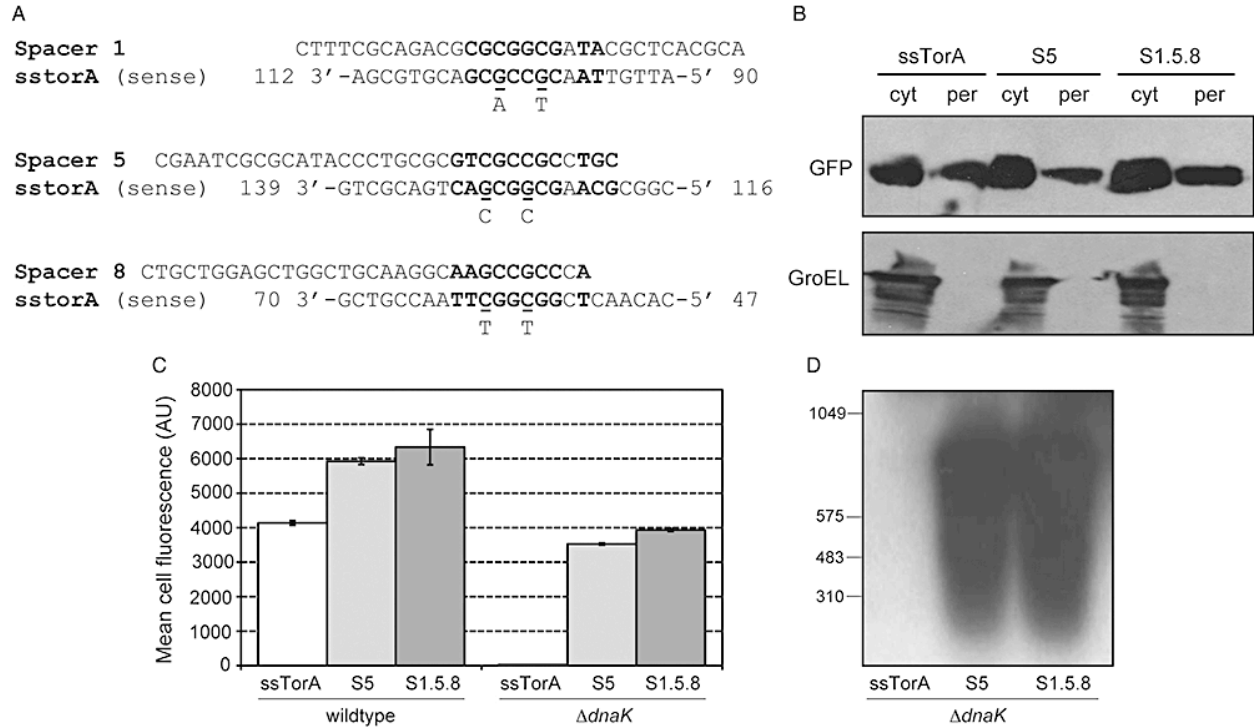 A
Spacer 1 CTTTCGCAGACGCGCGGCGATACGCTCACGCA
sstorA (sense) 112 3'-AGCGTGCAGCGCCGCAATTGTTA-5' 90
A T
Spacer 5 CGAATCGCGCATACCCTGCGCGTCGCCGCCTGC
sstorA (sense) 139 3'-GTCGCAGTCAGCGGCGAACGCGGC-5' 116
C C
Spacer 8 CTGCTGGAGCTGGCTGCAAGGCAAGCCGCCCA
sstorA (sense) 70 3'-GCTGCCAATTCGGCGGCTCAACAC-5' 47
T T
B
ssTorA S5 S1.5.8
cyt per cyt per cyt per
GFP
GroEL
C
Mean cell fluorescence (AU)
8000
7000
6000
5000
4000
3000
2000
1000
0
ssTorA S5 S1.5.8 ssTorA S5 S1.5.8
wildtype ΔdnaK
D
1049
575
483
310
ssTorA S5 S1.5.8
ΔdnaK